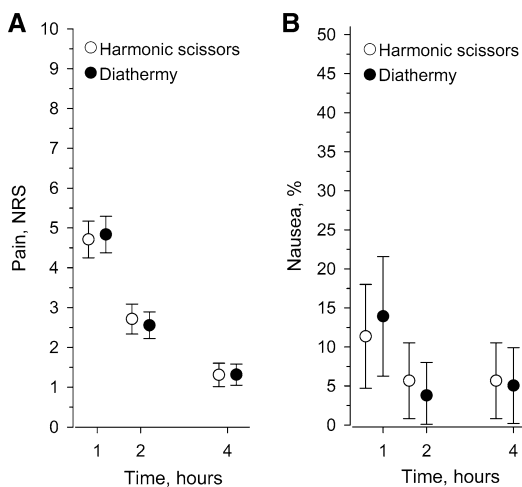 A
10
9
8
7
6
5
4
3
2
1
0
Pain, NRS
Harmonic scissors
Diathermy
1 2 4
Time, hours
B
50
45
40
35
30
25
20
15
10
5
0
Nausea, %
Harmonic scissors
Diathermy
1 2 4
Time, hours